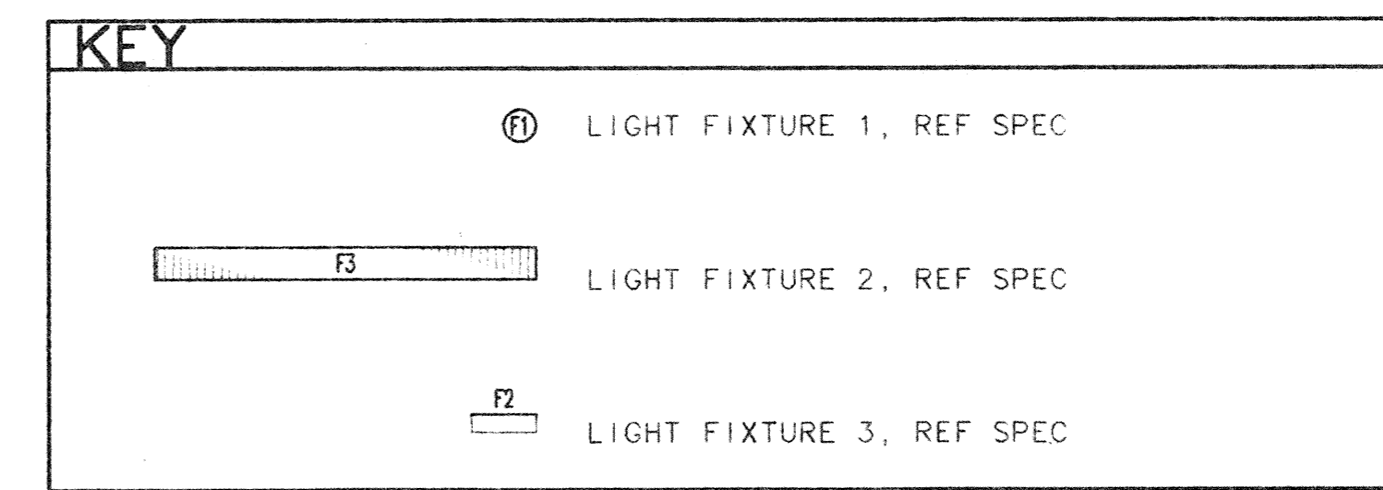 KEY
F1 LIGHT FIXTURE 1, REF SPEC
F3 LIGHT FIXTURE 2, REF SPEC
F2
LIGHT FIXTURE 3, REF SPEC